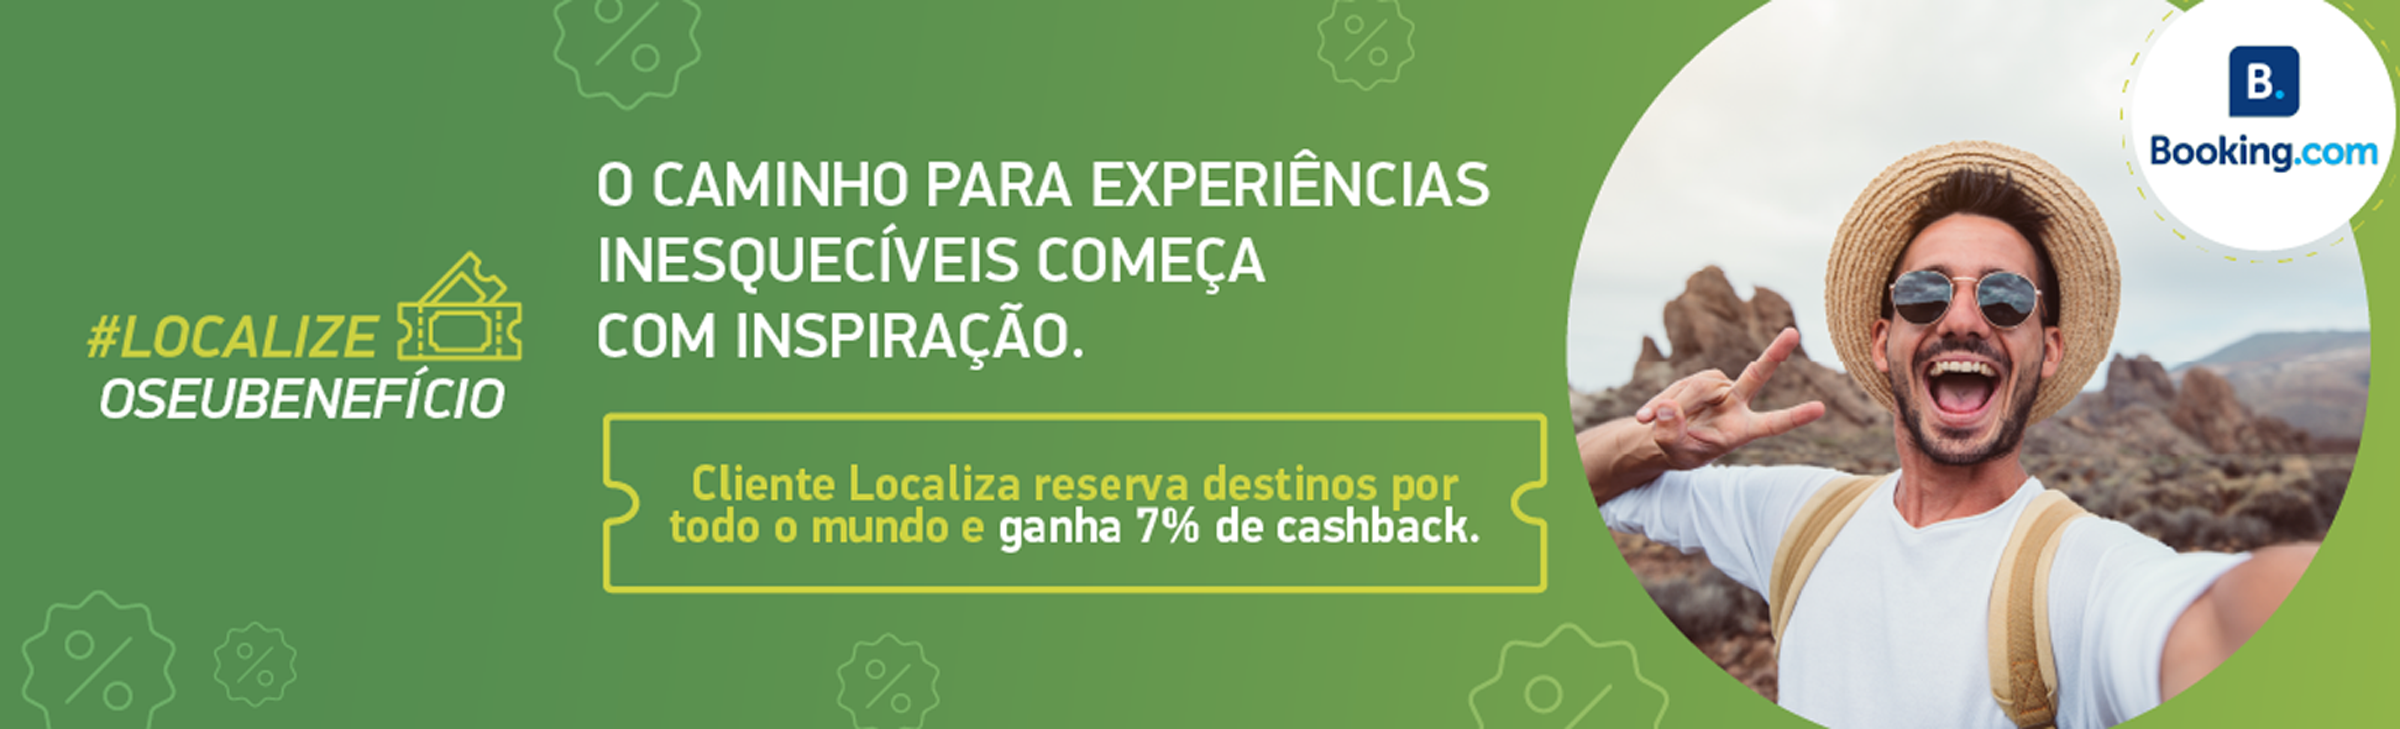 #LOCALIZE
OSEUBENEFÍCIO
O CAMINHO PARA EXPERIÊNCIAS
INESQUECÍVEIS COMEÇA
COM INSPIRAÇÃO.
Cliente Localiza reserva destinos por
todo o mundo e ganha 7% de cashback.
B.
Booking.com